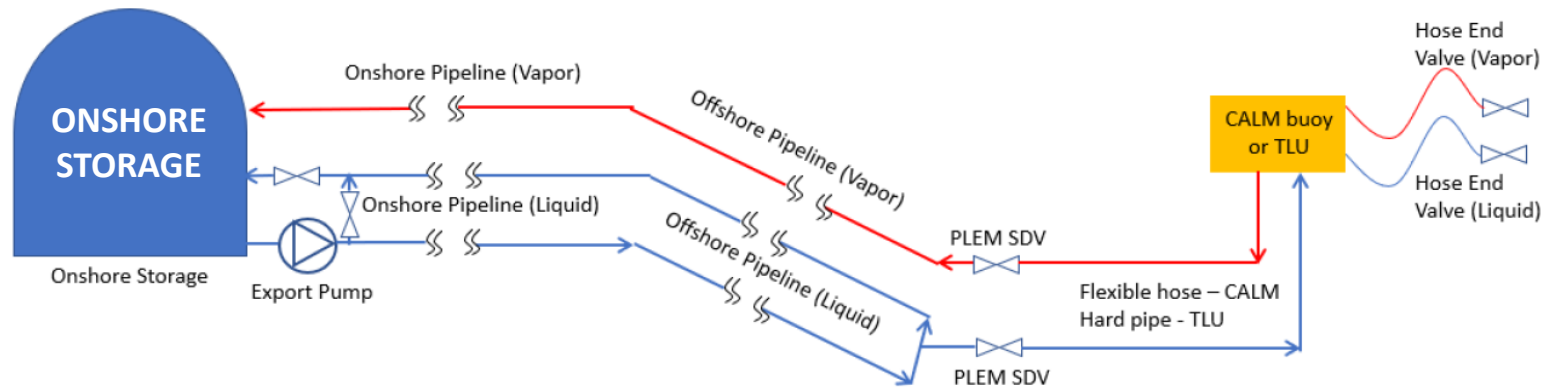 ONSHORE
STORAGE
Onshore Storage
Export Pump
Onshore Pipeline (Vapor)
Onshore Pipeline (Liquid)
Offshore Pipeline (Vapor)
Offshore Pipeline (Liquid)
PLEM SDV
PLEM SDV
Flexible hose – CALM
Hard pipe - TLU
CALM buoy
or TLU
Hose End
Valve (Vapor)
Hose End
Valve (Liquid)